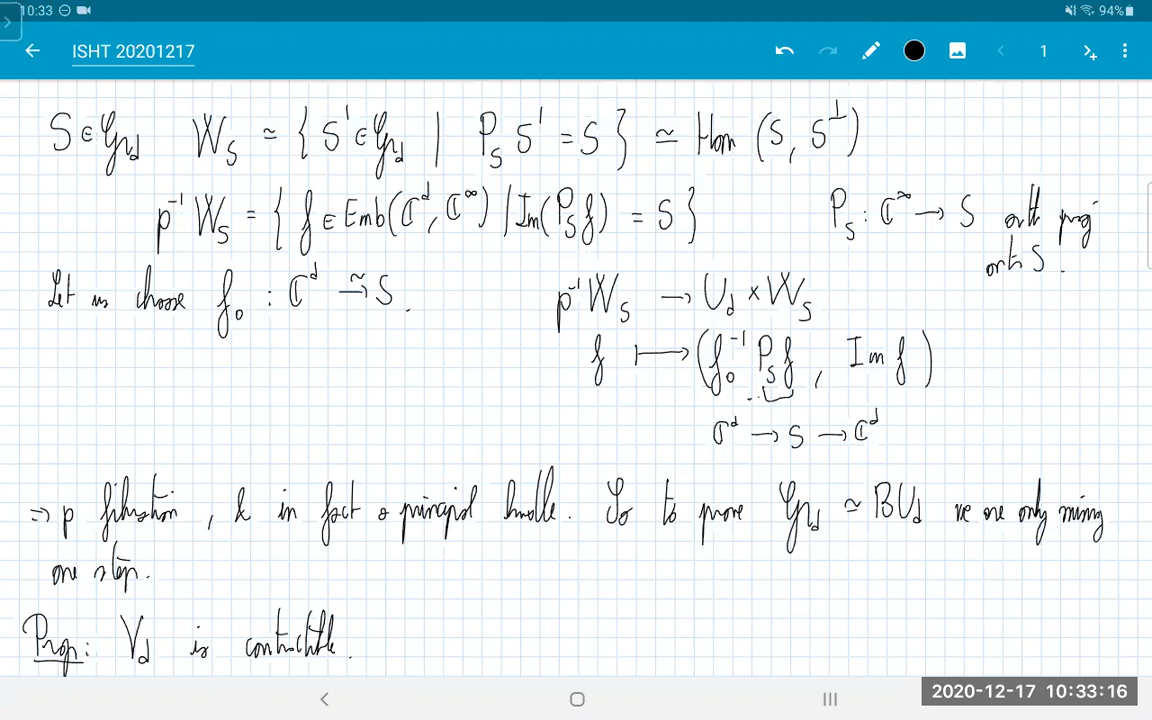 10:33
94%
ISHT 20201217
1
S ∈ Gr_d W_S ≃ { S' ∈ Gr_d | P_S S' = S } ≃ Hom (S, S^⊥)
p^{-1} W_S = { f ∈ Emb(ℂ^d, ℂ^∞) | Im(P_S f) = S } P_S : ℂ^∞ → S orth proj
onto S.
Let us choose f_0 : ℂ^d ≃→ S. p^{-1} W_S → U_d × W_S
f ↦ (f_0^{-1} P_S f, Im f)
ℂ^d → S → ℂ^d
⇒ p fibration, & in fact a principal bundle. So to prove Gr_d ≃ BU_d we are only missing
one step.
Prop: V_d is contractible.
2020-12-17 10:33:16